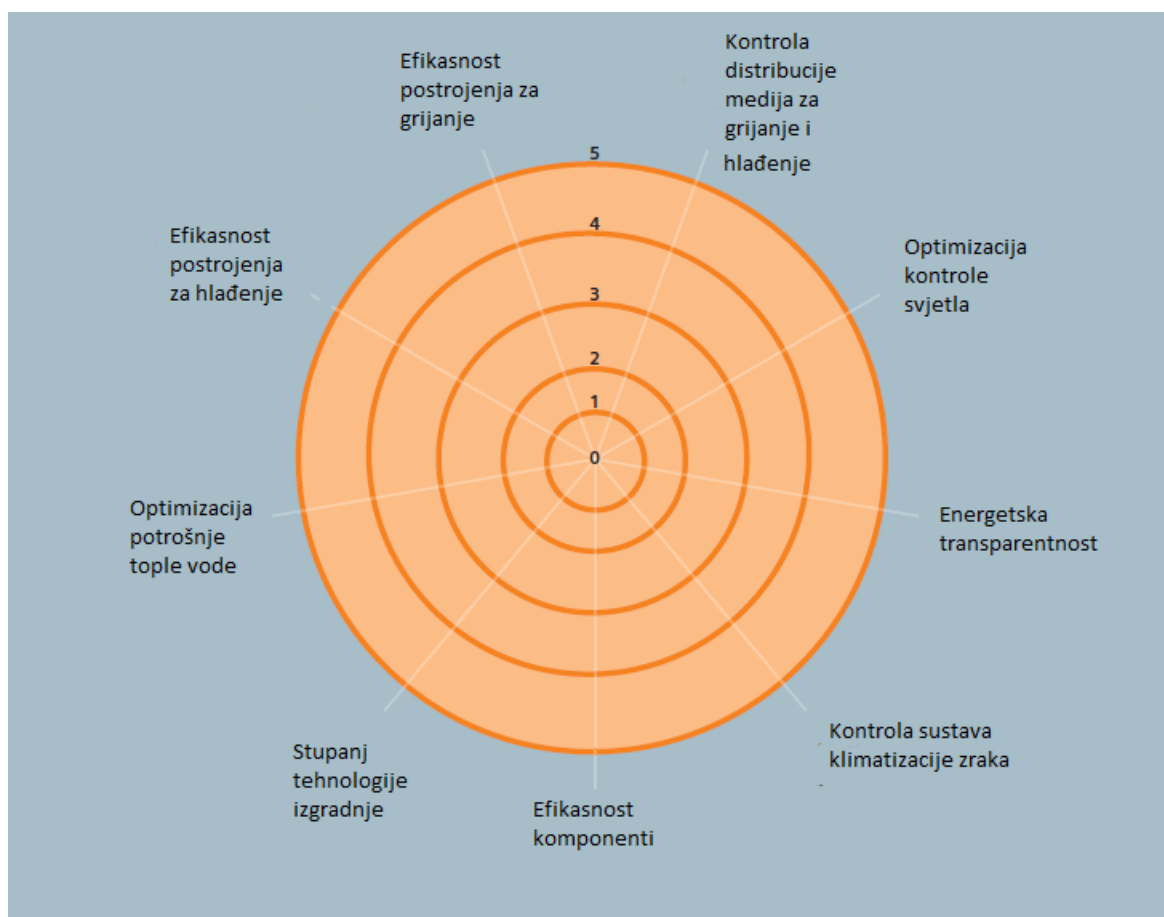 Efikasnost
postrojenja za
grijanje
Kontrola
distribucije
medija za
grijanje i
hlađenje
Efikasnost
postrojenja
za hlađenje
Optimizacija
kontrole
svjetla
5
4
3
2
1
0
Optimizacija
potrošnje
tople vode
Energetska
transparentnost
Stupanj
tehnologije
izgradnje
Efikasnost
komponenti
Kontrola sustava
klimatizacije zraka